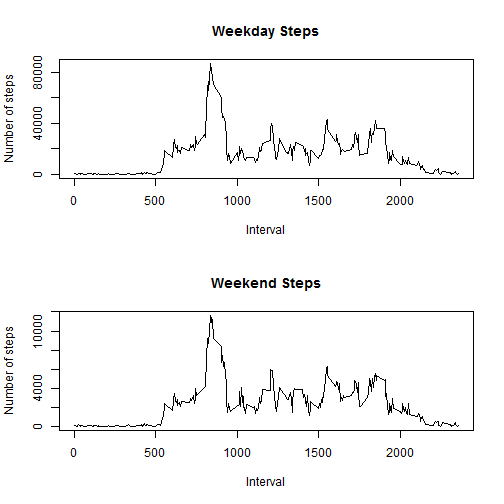 Weekday Steps
Number of steps
80000
40000
0
0 500 1000 1500 2000
Interval
Weekend Steps
Number of steps
10000
4000
0
0 500 1000 1500 2000
Interval